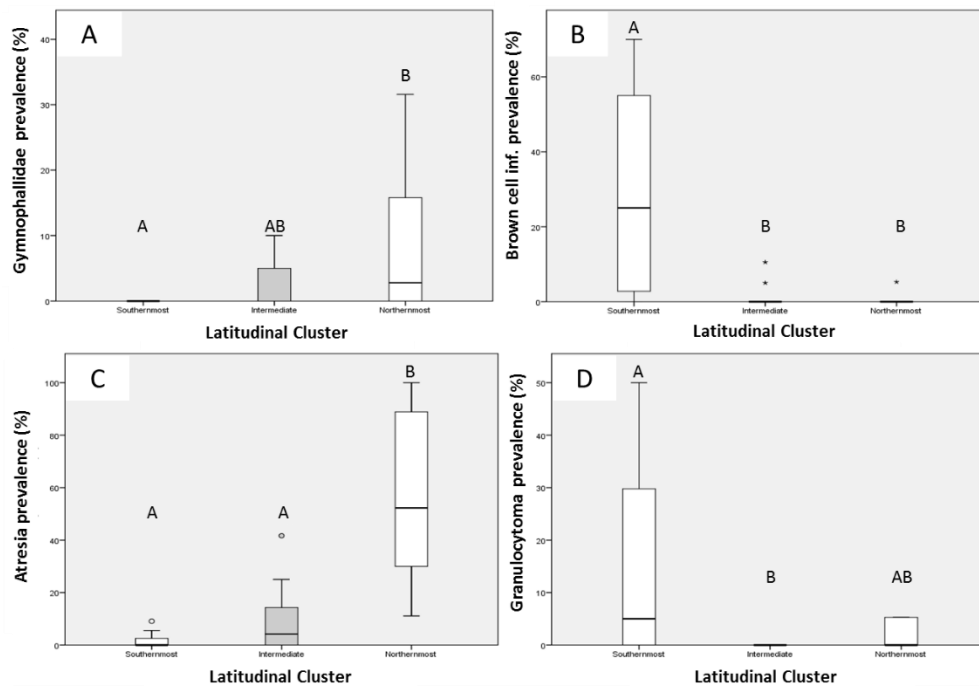 A
Gymnophallidae prevalence (%)
40
30
20
10
0
A
AB
B
Southernmost
Intermediate
Northernmost
Latitudinal Cluster
B
Brown cell inf. prevalence (%)
60
40
20
0
A
B
B
*
*
*
Southernmost
Intermediate
Northernmost
Latitudinal Cluster
C
Atresia prevalence (%)
100
80
60
40
20
0
A
A
B
Southernmost
Intermediate
Northernmost
Latitudinal Cluster
D
Granulocytoma prevalence (%)
50
40
30
20
10
0
A
B
AB
Southernmost
Intermediate
Northernmost
Latitudinal Cluster